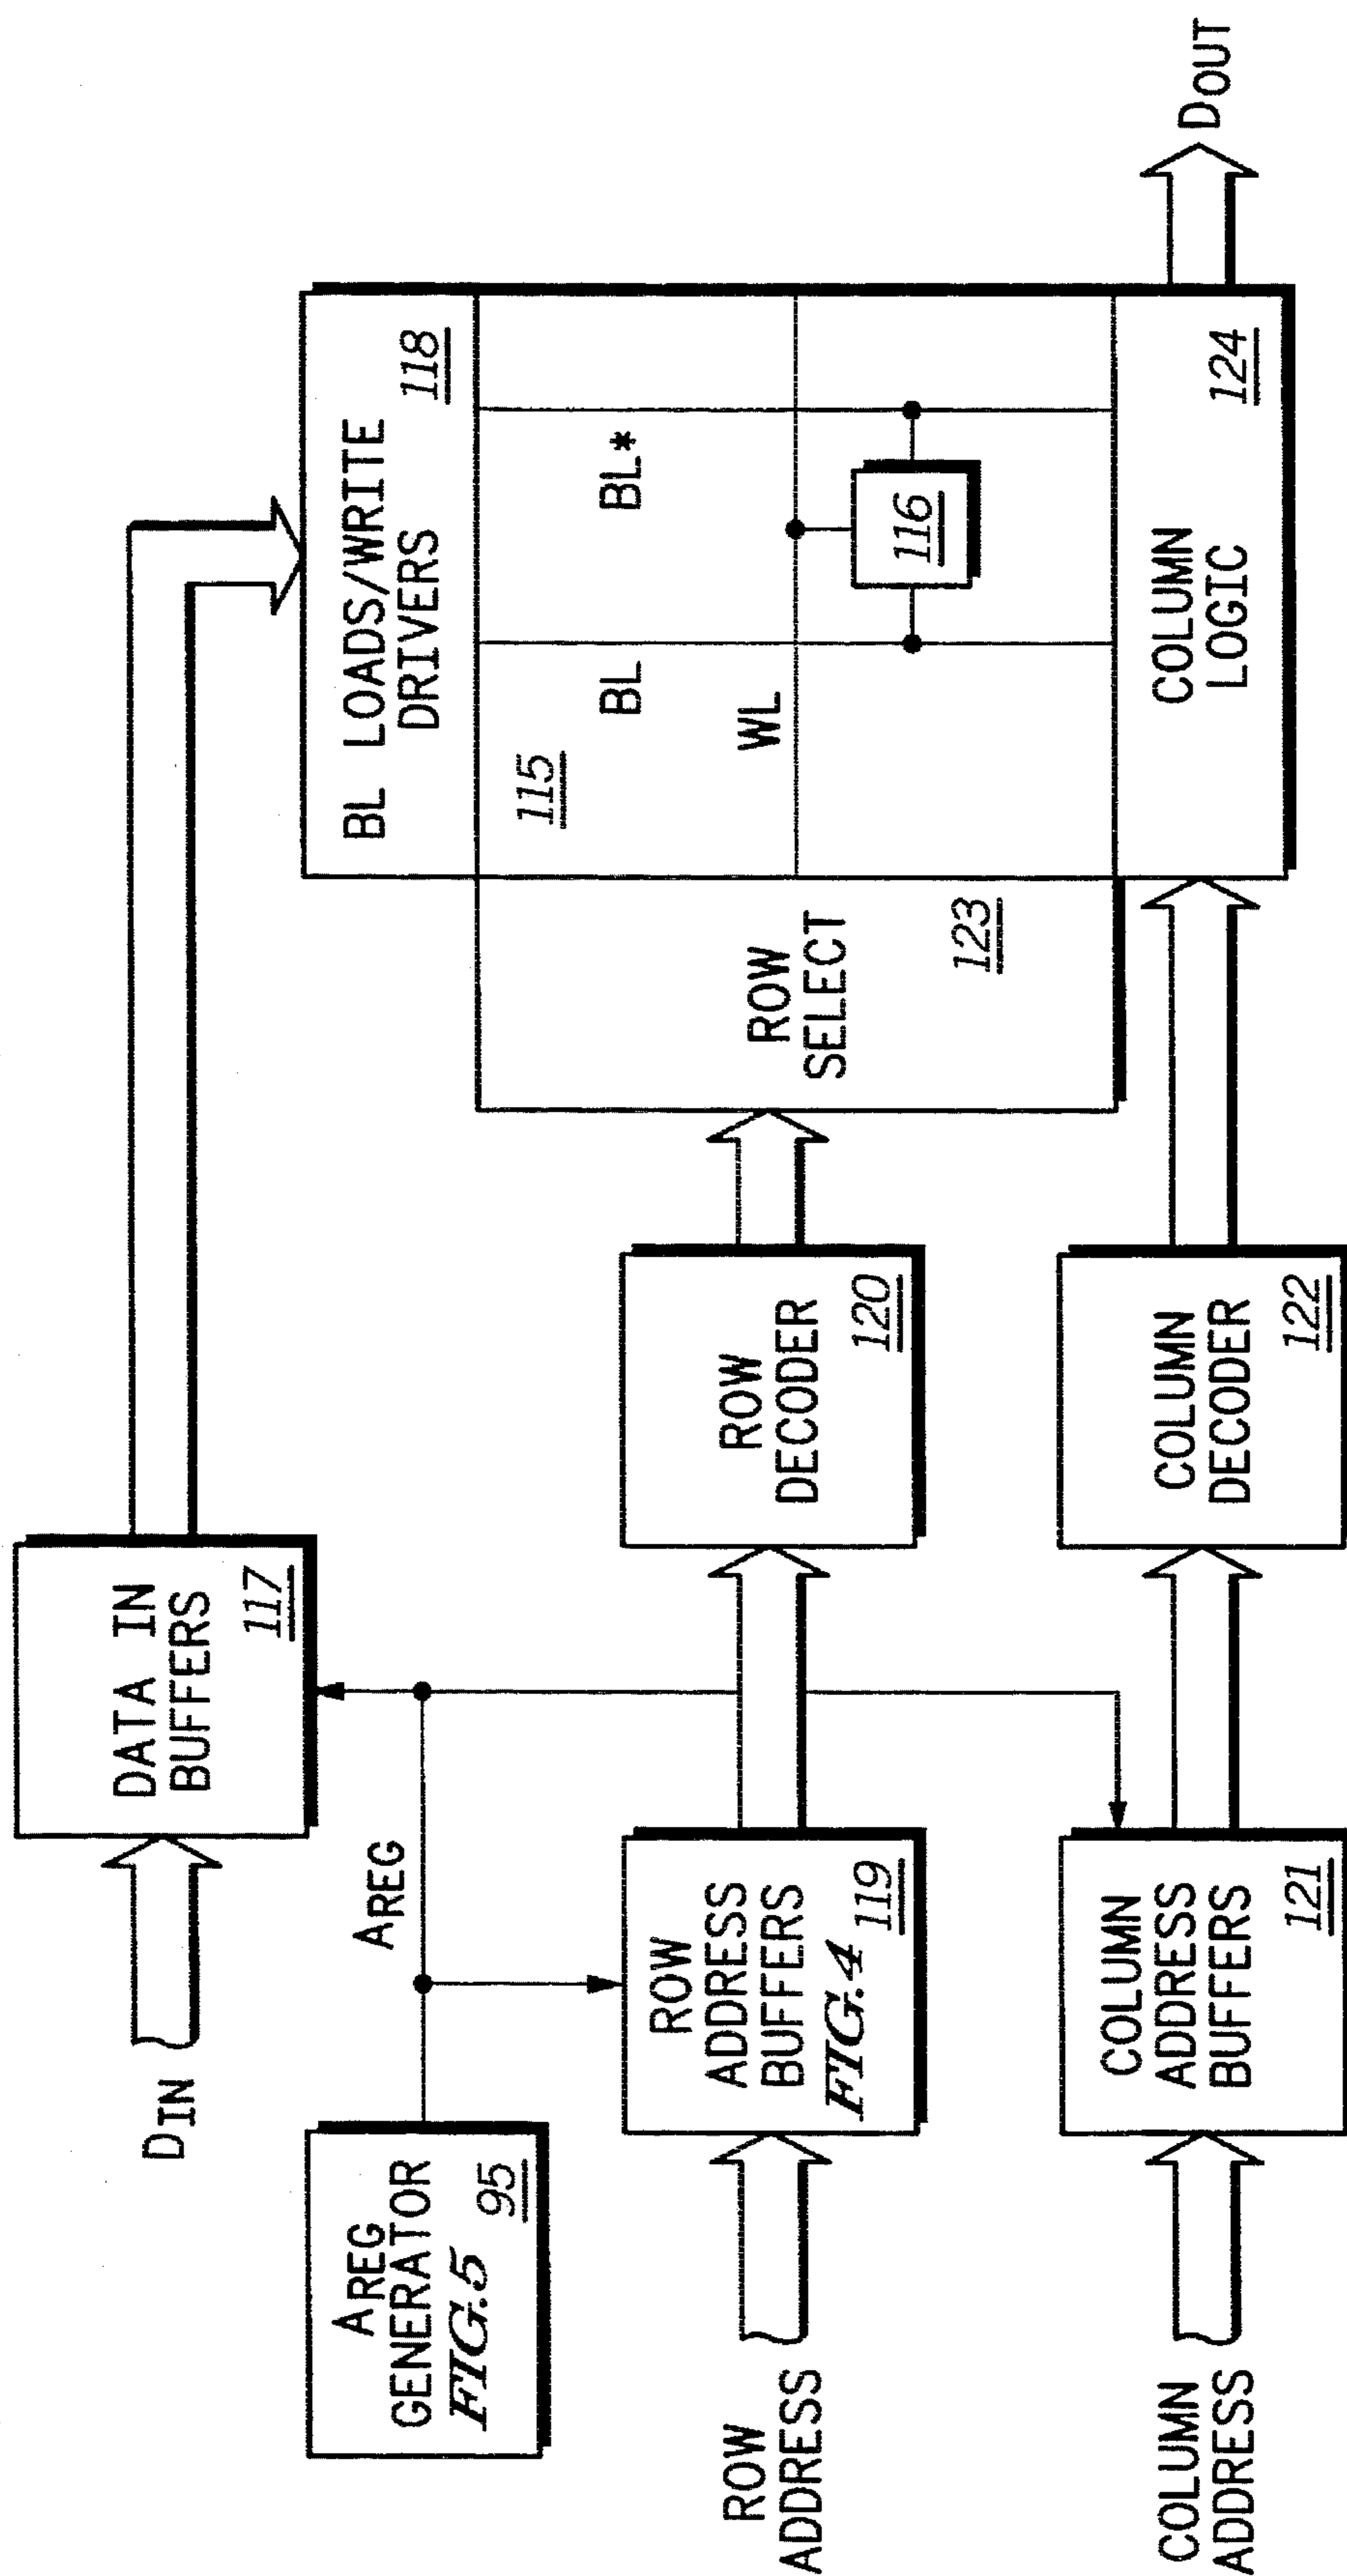 DIN
DATA IN
BUFFERS
117
BL LOADS/WRITE
DRIVERS
118
AREG
GENERATOR
FIG.5
95
AREG
115
BL
BL*
WL
116
ROW
ADDRESS
ROW
ADDRESS
BUFFERS
FIG.4
119
ROW
DECODER
120
ROW
SELECT
123
COLUMN
ADDRESS
COLUMN
ADDRESS
BUFFERS
121
COLUMN
DECODER
122
COLUMN
LOGIC
124
DOUT